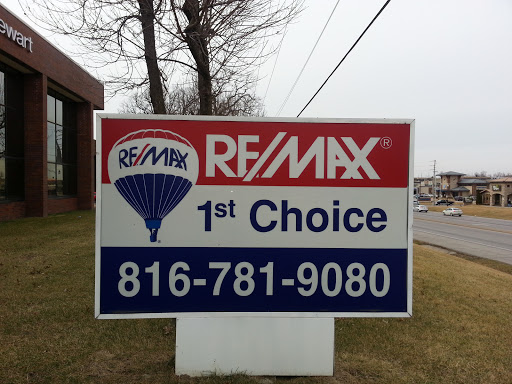 ewart
RE/MAX
RE/MAX®
1st Choice
816-781-9080